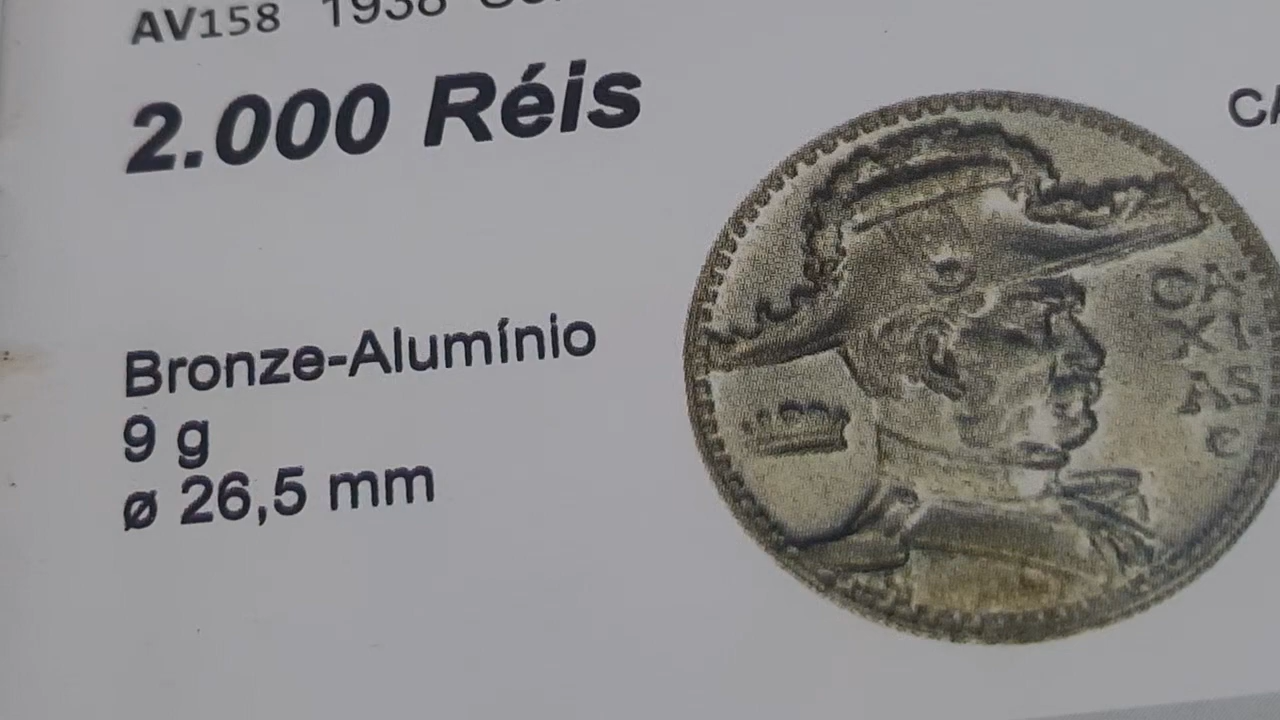 AV158 1938
2.000 Réis
Bronze-Alumínio
9 g
ø 26,5 mm
CA
XI
AS